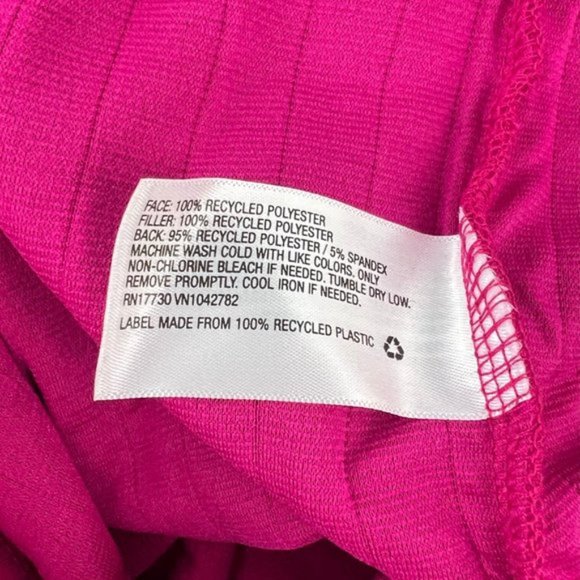 FACE: 100% RECYCLED POLYESTER
FILLER: 100% RECYCLED POLYESTER
BACK: 95% RECYCLED POLYESTER / 5% SPANDEX
MACHINE WASH COLD WITH LIKE COLORS. ONLY
NON-CHLORINE BLEACH IF NEEDED. TUMBLE DRY LOW.
REMOVE PROMPTLY. COOL IRON IF NEEDED.
RN17730 VN1042782
LABEL MADE FROM 100% RECYCLED PLASTIC